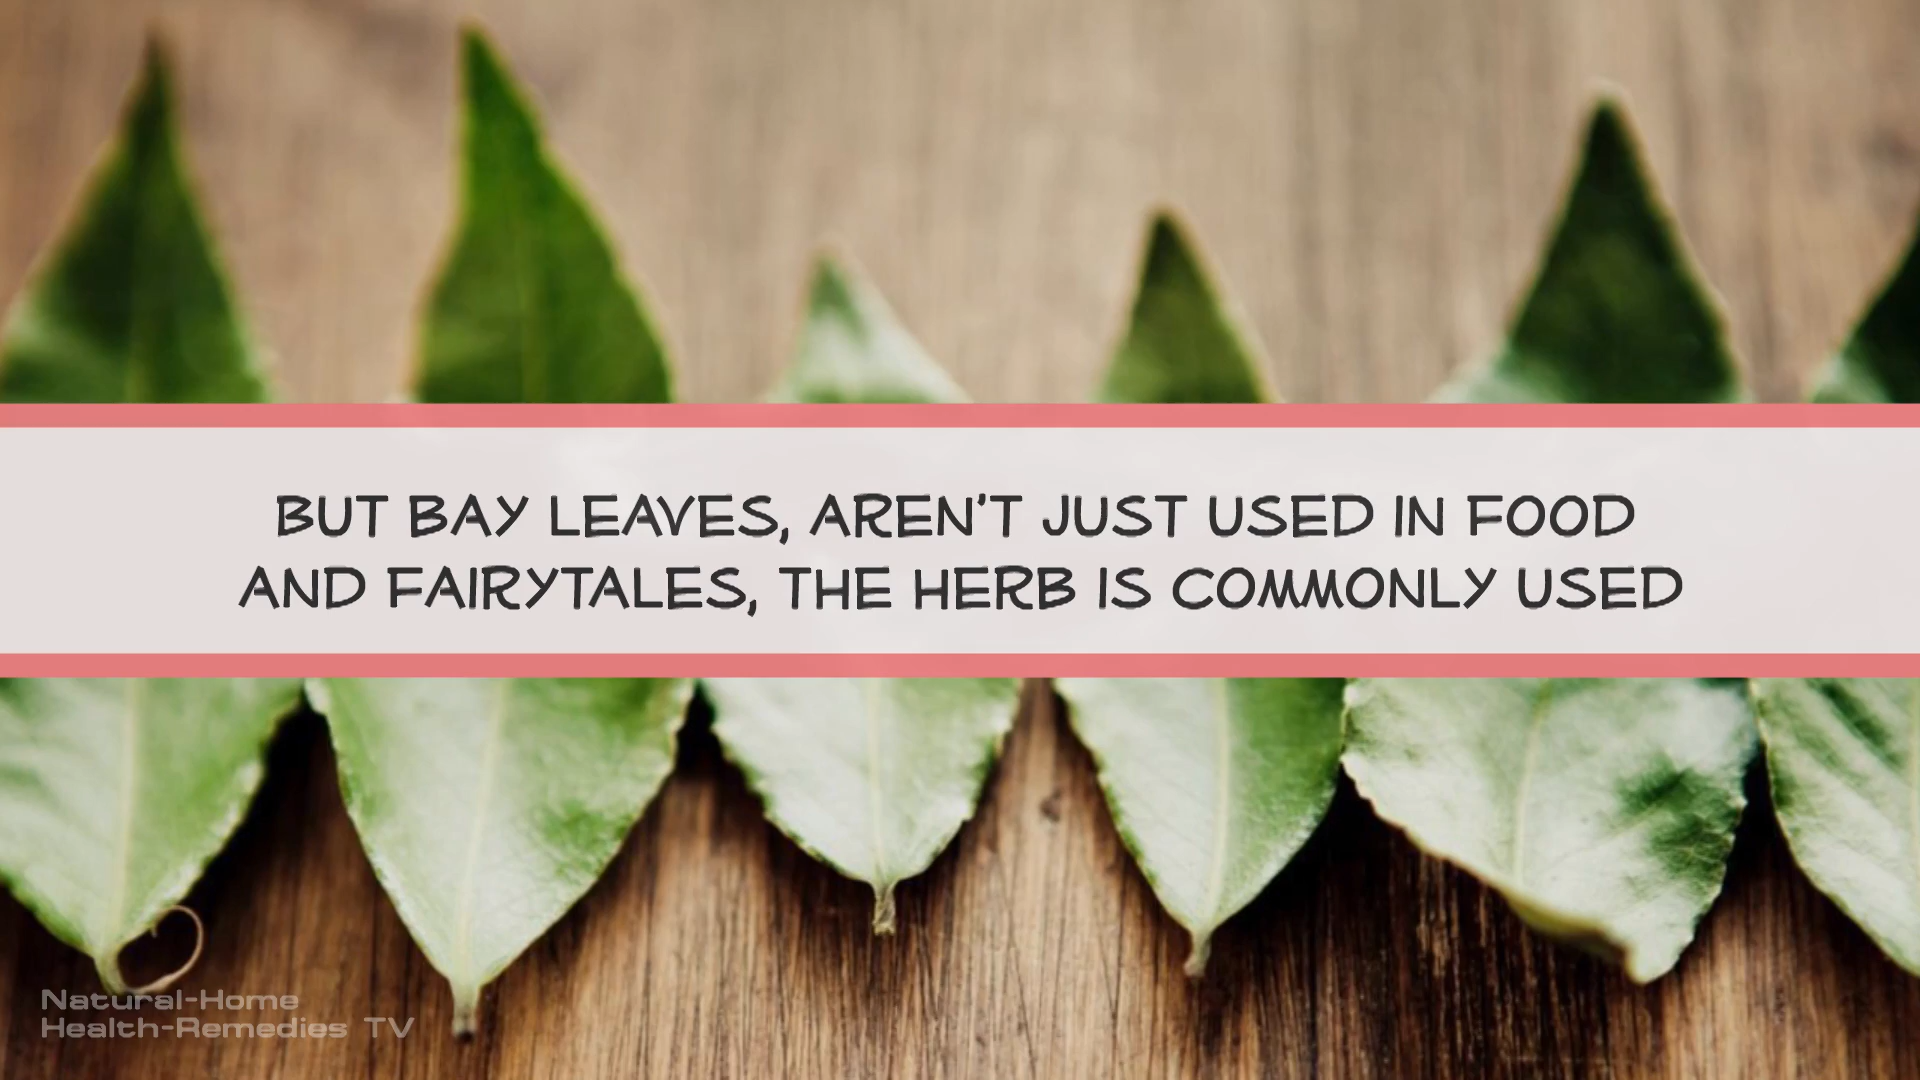 BUT BAY LEAVES, AREN'T JUST USED IN FOOD
AND FAIRYTALES, THE HERB IS COMMONLY USED
Natural-Home
Health-Remedies TV